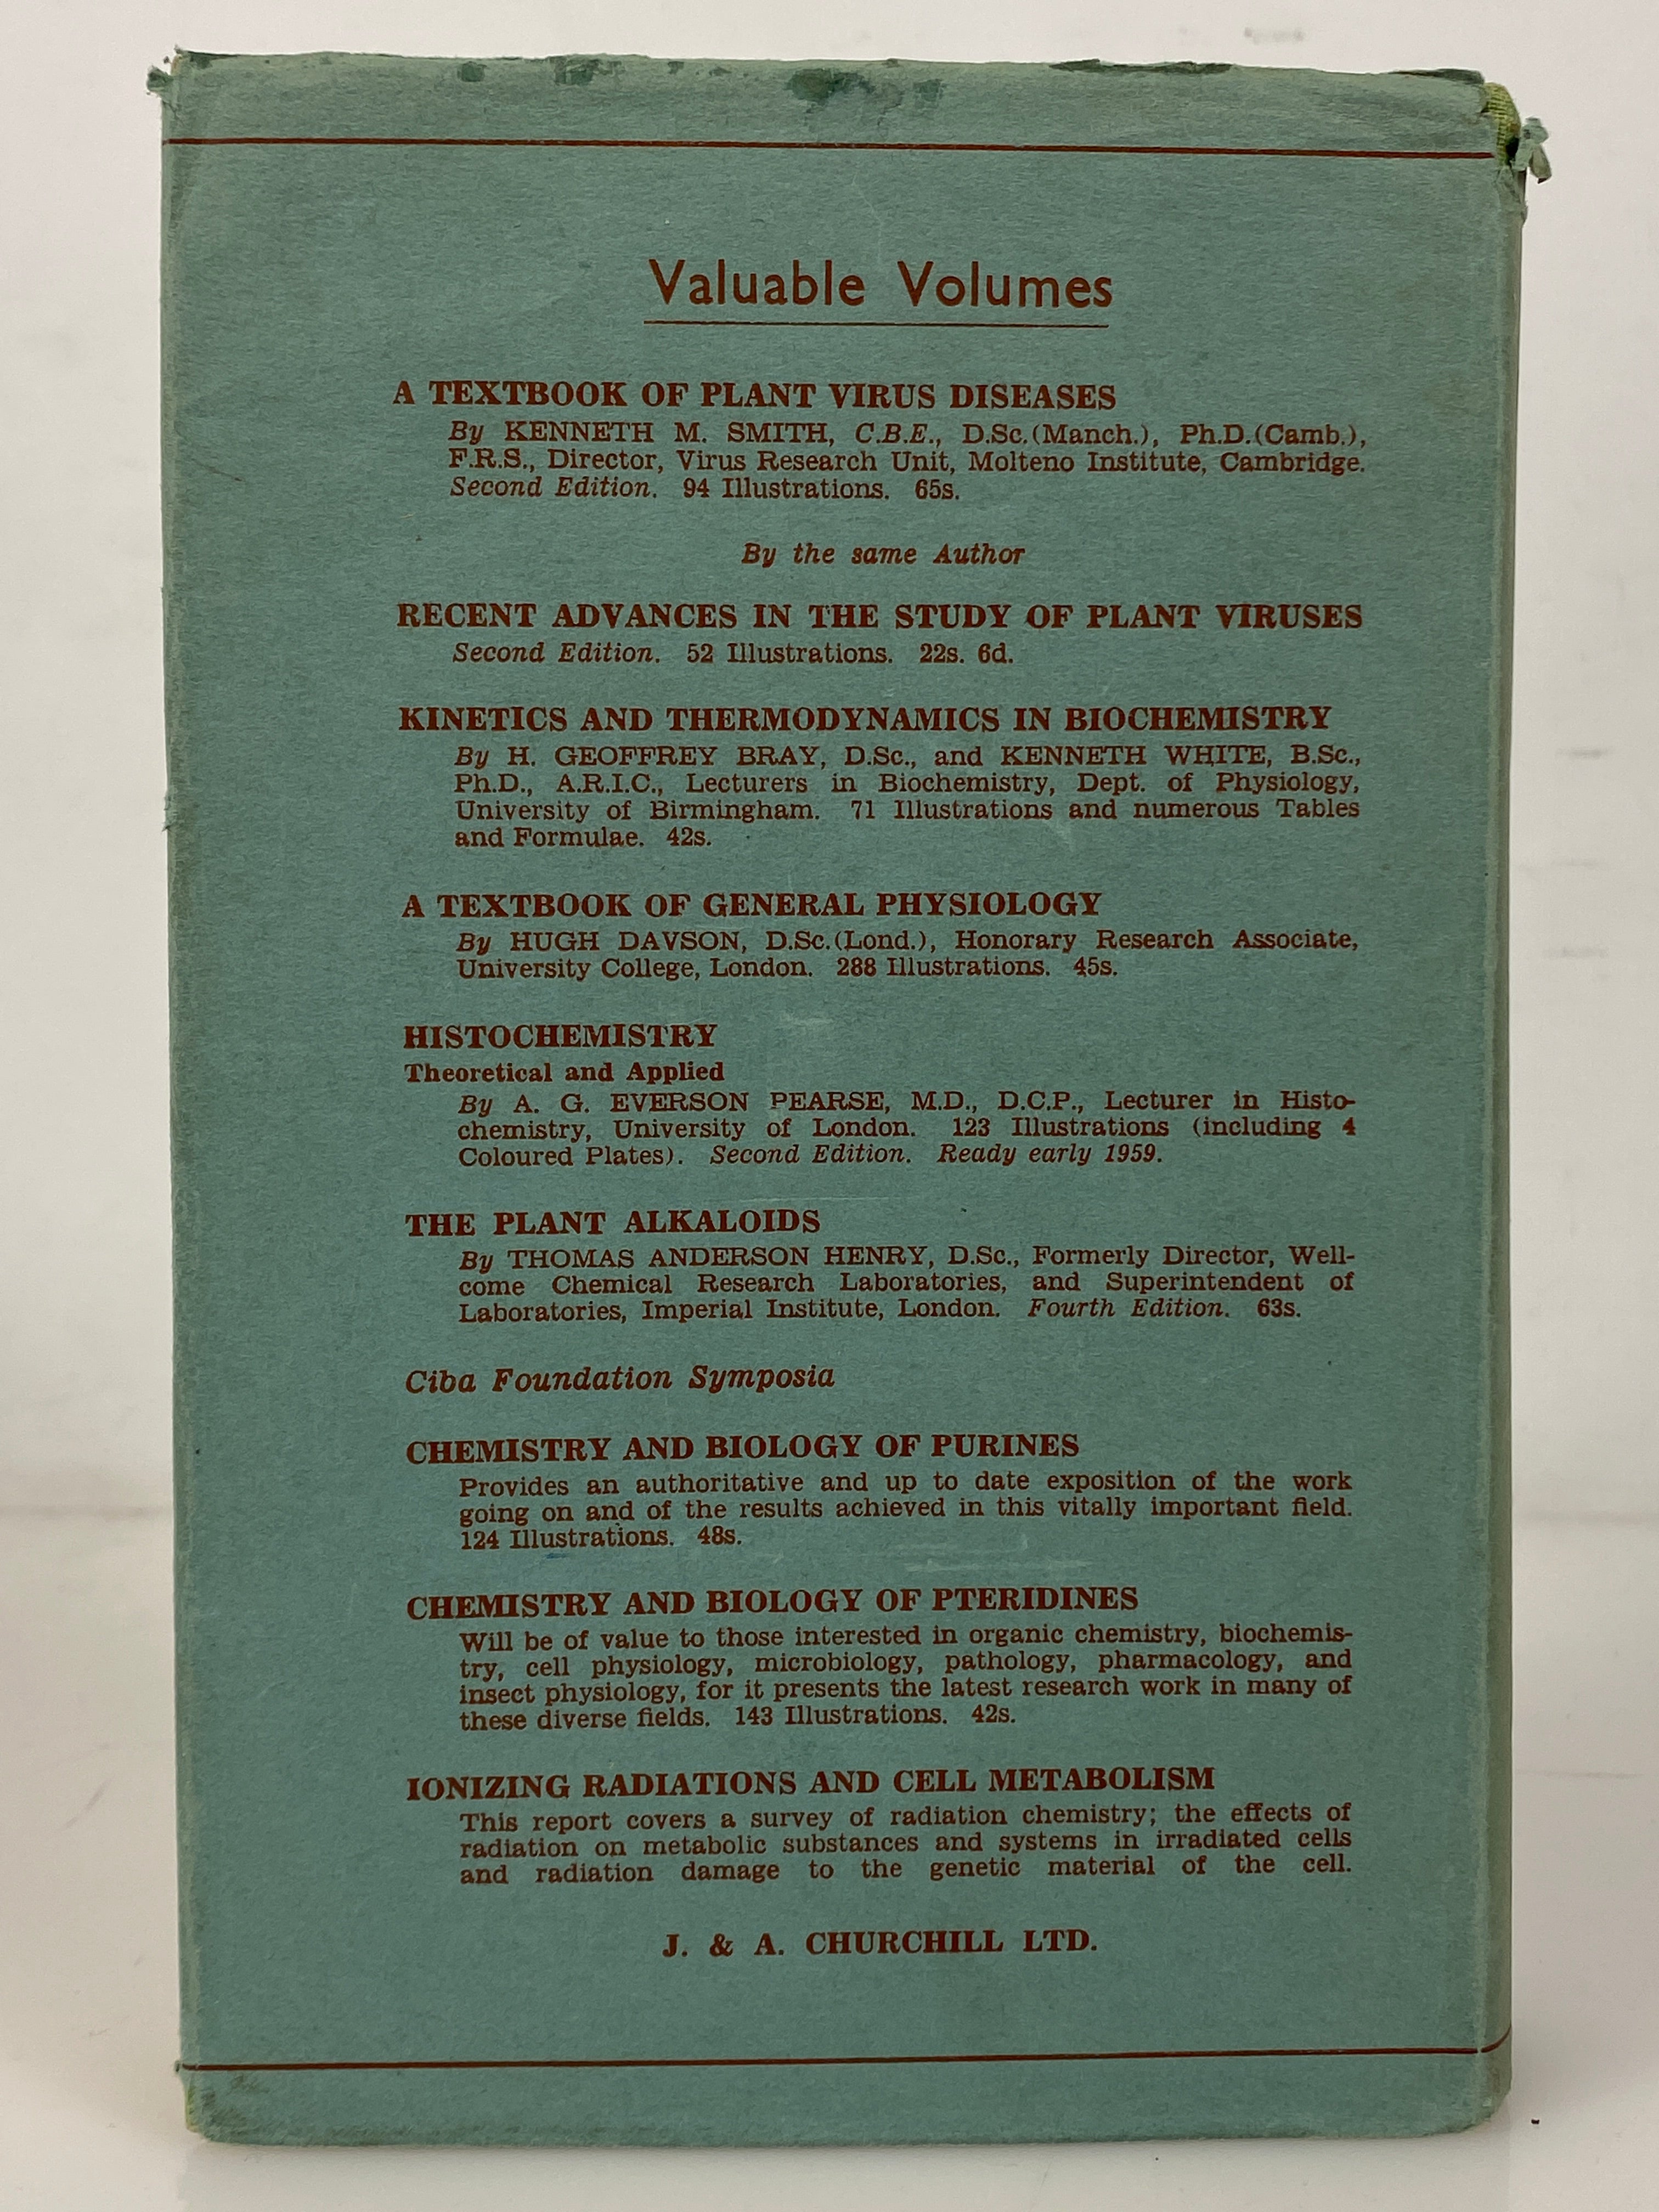 Valuable Volumes
A TEXTBOOK OF PLANT VIRUS DISEASES
By KENNETH M. SMITH, C.B.E., D.Sc.(Manch.), Ph.D.(Camb.),
F.R.S., Director, Virus Research Unit, Molteno Institute, Cambridge.
Second Edition. 94 Illustrations. 65s.
By the same Author
RECENT ADVANCES IN THE STUDY OF PLANT VIRUSES
Second Edition. 52 Illustrations. 22s. 6d.
KINETICS AND THERMODYNAMICS IN BIOCHEMISTRY
By H. GEOFFREY BRAY, D.Sc., and KENNETH WHITE, B.Sc.,
Ph.D., A.R.I.C., Lecturers in Biochemistry, Dept. of Physiology,
University of Birmingham. 71 Illustrations and numerous Tables
and Formulae. 42s.
A TEXTBOOK OF GENERAL PHYSIOLOGY
By HUGH DAVSON, D.Sc.(Lond.), Honorary Research Associate,
University College, London. 288 Illustrations. 45s.
HISTOCHEMISTRY
Theoretical and Applied
By A. G. EVERSON PEARSE, M.D., D.C.P., Lecturer in Histo-
chemistry, University of London. 123 Illustrations (including 4
Coloured Plates). Second Edition. Ready early 1959.
THE PLANT ALKALOIDS
By THOMAS ANDERSON HENRY, D.Sc., Formerly Director, Well-
come Chemical Research Laboratories, and Superintendent of
Laboratories, Imperial Institute, London. Fourth Edition. 63s.
Ciba Foundation Symposia
CHEMISTRY AND BIOLOGY OF PURINES
Provides an authoritative and up to date exposition of the work
going on and of the results achieved in this vitally important field.
124 Illustrations. 48s.
CHEMISTRY AND BIOLOGY OF PTERIDINES
Will be of value to those interested in organic chemistry, biochemis-
try, cell physiology, microbiology, pathology, pharmacology, and
insect physiology, for it presents the latest research work in many of
these diverse fields. 143 Illustrations. 42s.
IONIZING RADIATIONS AND CELL METABOLISM
This report covers a survey of radiation chemistry; the effects of
radiation on metabolic substances and systems in irradiated cells
and radiation damage to the genetic material of the cell.
J. & A. CHURCHILL LTD.